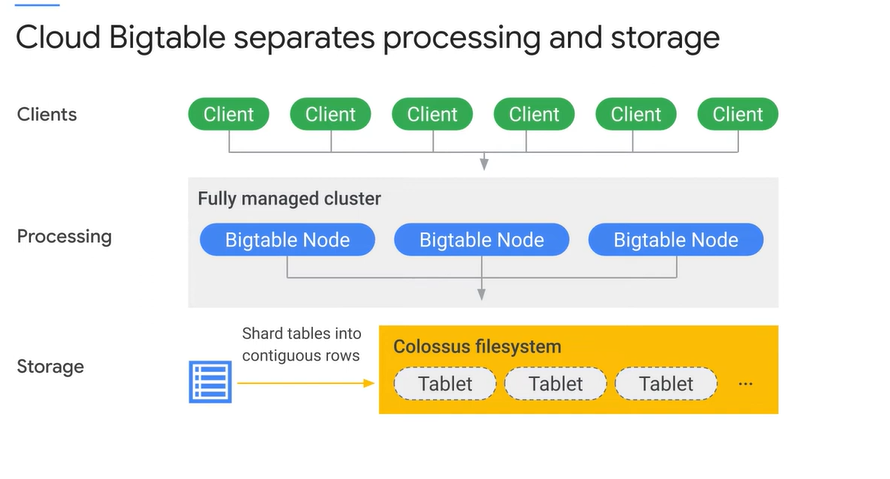 Cloud Bigtable separates processing and storage
Clients
Client Client Client Client Client Client
Fully managed cluster
Processing
Bigtable Node Bigtable Node Bigtable Node
Shard tables into
contiguous rows
Storage
Colossus filesystem
Tablet Tablet Tablet ...